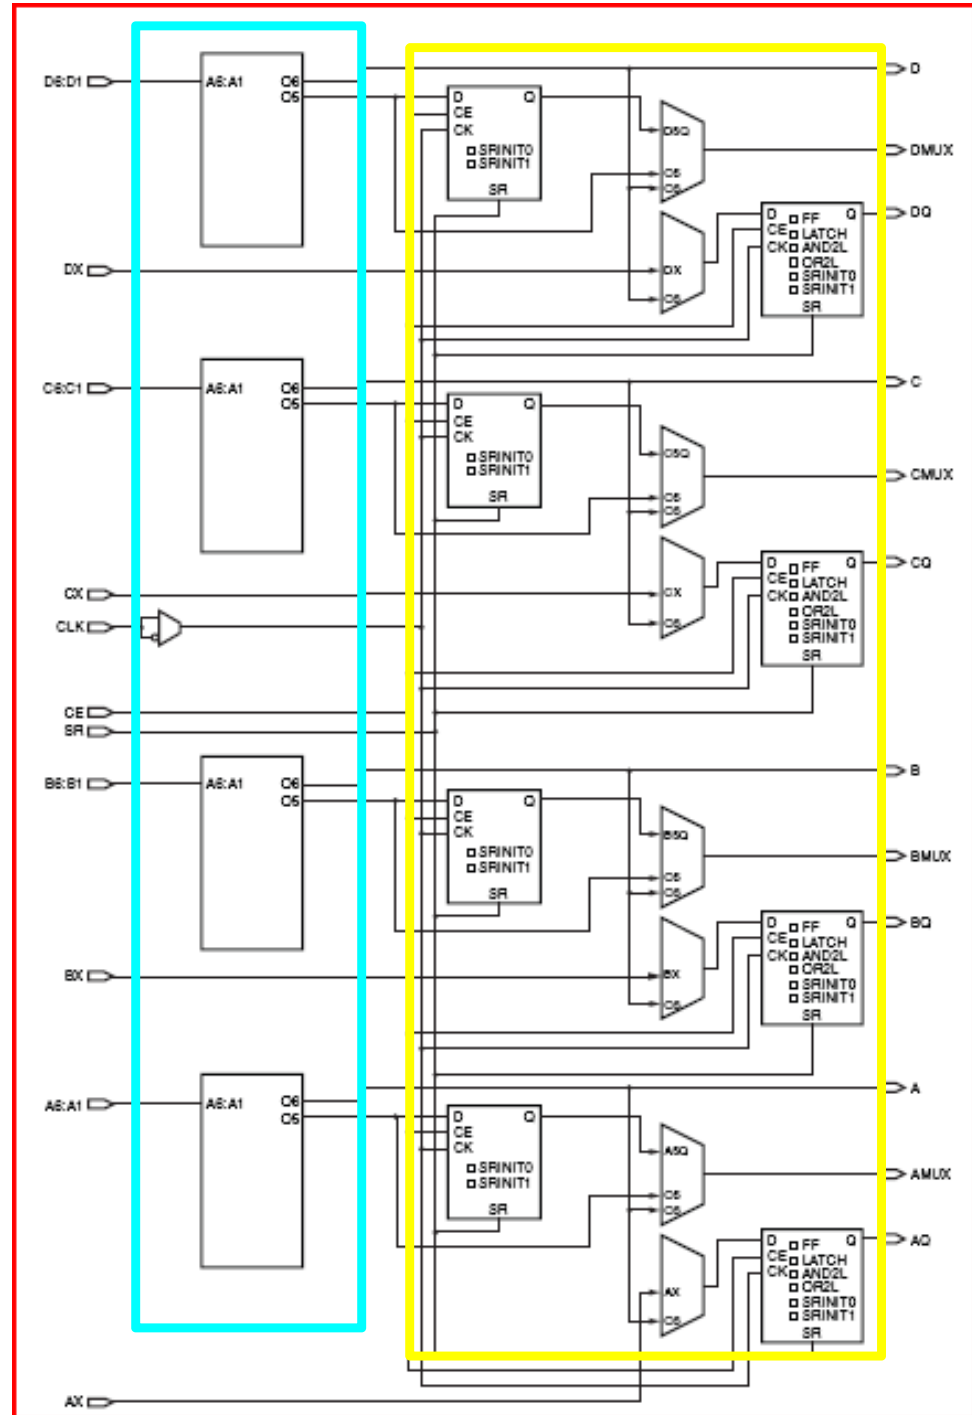 D6:D1
A6:A1
O6
O5
D
CE
CK
Q
SRINIT0
SRINIT1
SR
D5Q
O5
O6
D
DMUX
DX
DX
O6
D
CE
CK
Q
FF
LATCH
AND2L
OR2L
SRINIT0
SRINIT1
SR
DQ
C6:C1
A6:A1
O6
O5
D
CE
CK
Q
SRINIT0
SRINIT1
SR
C5Q
O5
O6
C
CMUX
CX
CX
O6
D
CE
CK
Q
FF
LATCH
AND2L
OR2L
SRINIT0
SRINIT1
SR
CQ
CLK
CE
SR
B6:B1
A6:A1
O6
O5
D
CE
CK
Q
SRINIT0
SRINIT1
SR
B5Q
O5
O6
B
BMUX
BX
BX
O6
D
CE
CK
Q
FF
LATCH
AND2L
OR2L
SRINIT0
SRINIT1
SR
BQ
A6:A1
A6:A1
O6
O5
D
CE
CK
Q
SRINIT0
SRINIT1
SR
A5Q
O5
O6
A
AMUX
AX
O6
D
CE
CK
Q
FF
LATCH
AND2L
OR2L
SRINIT0
SRINIT1
SR
AQ
AX